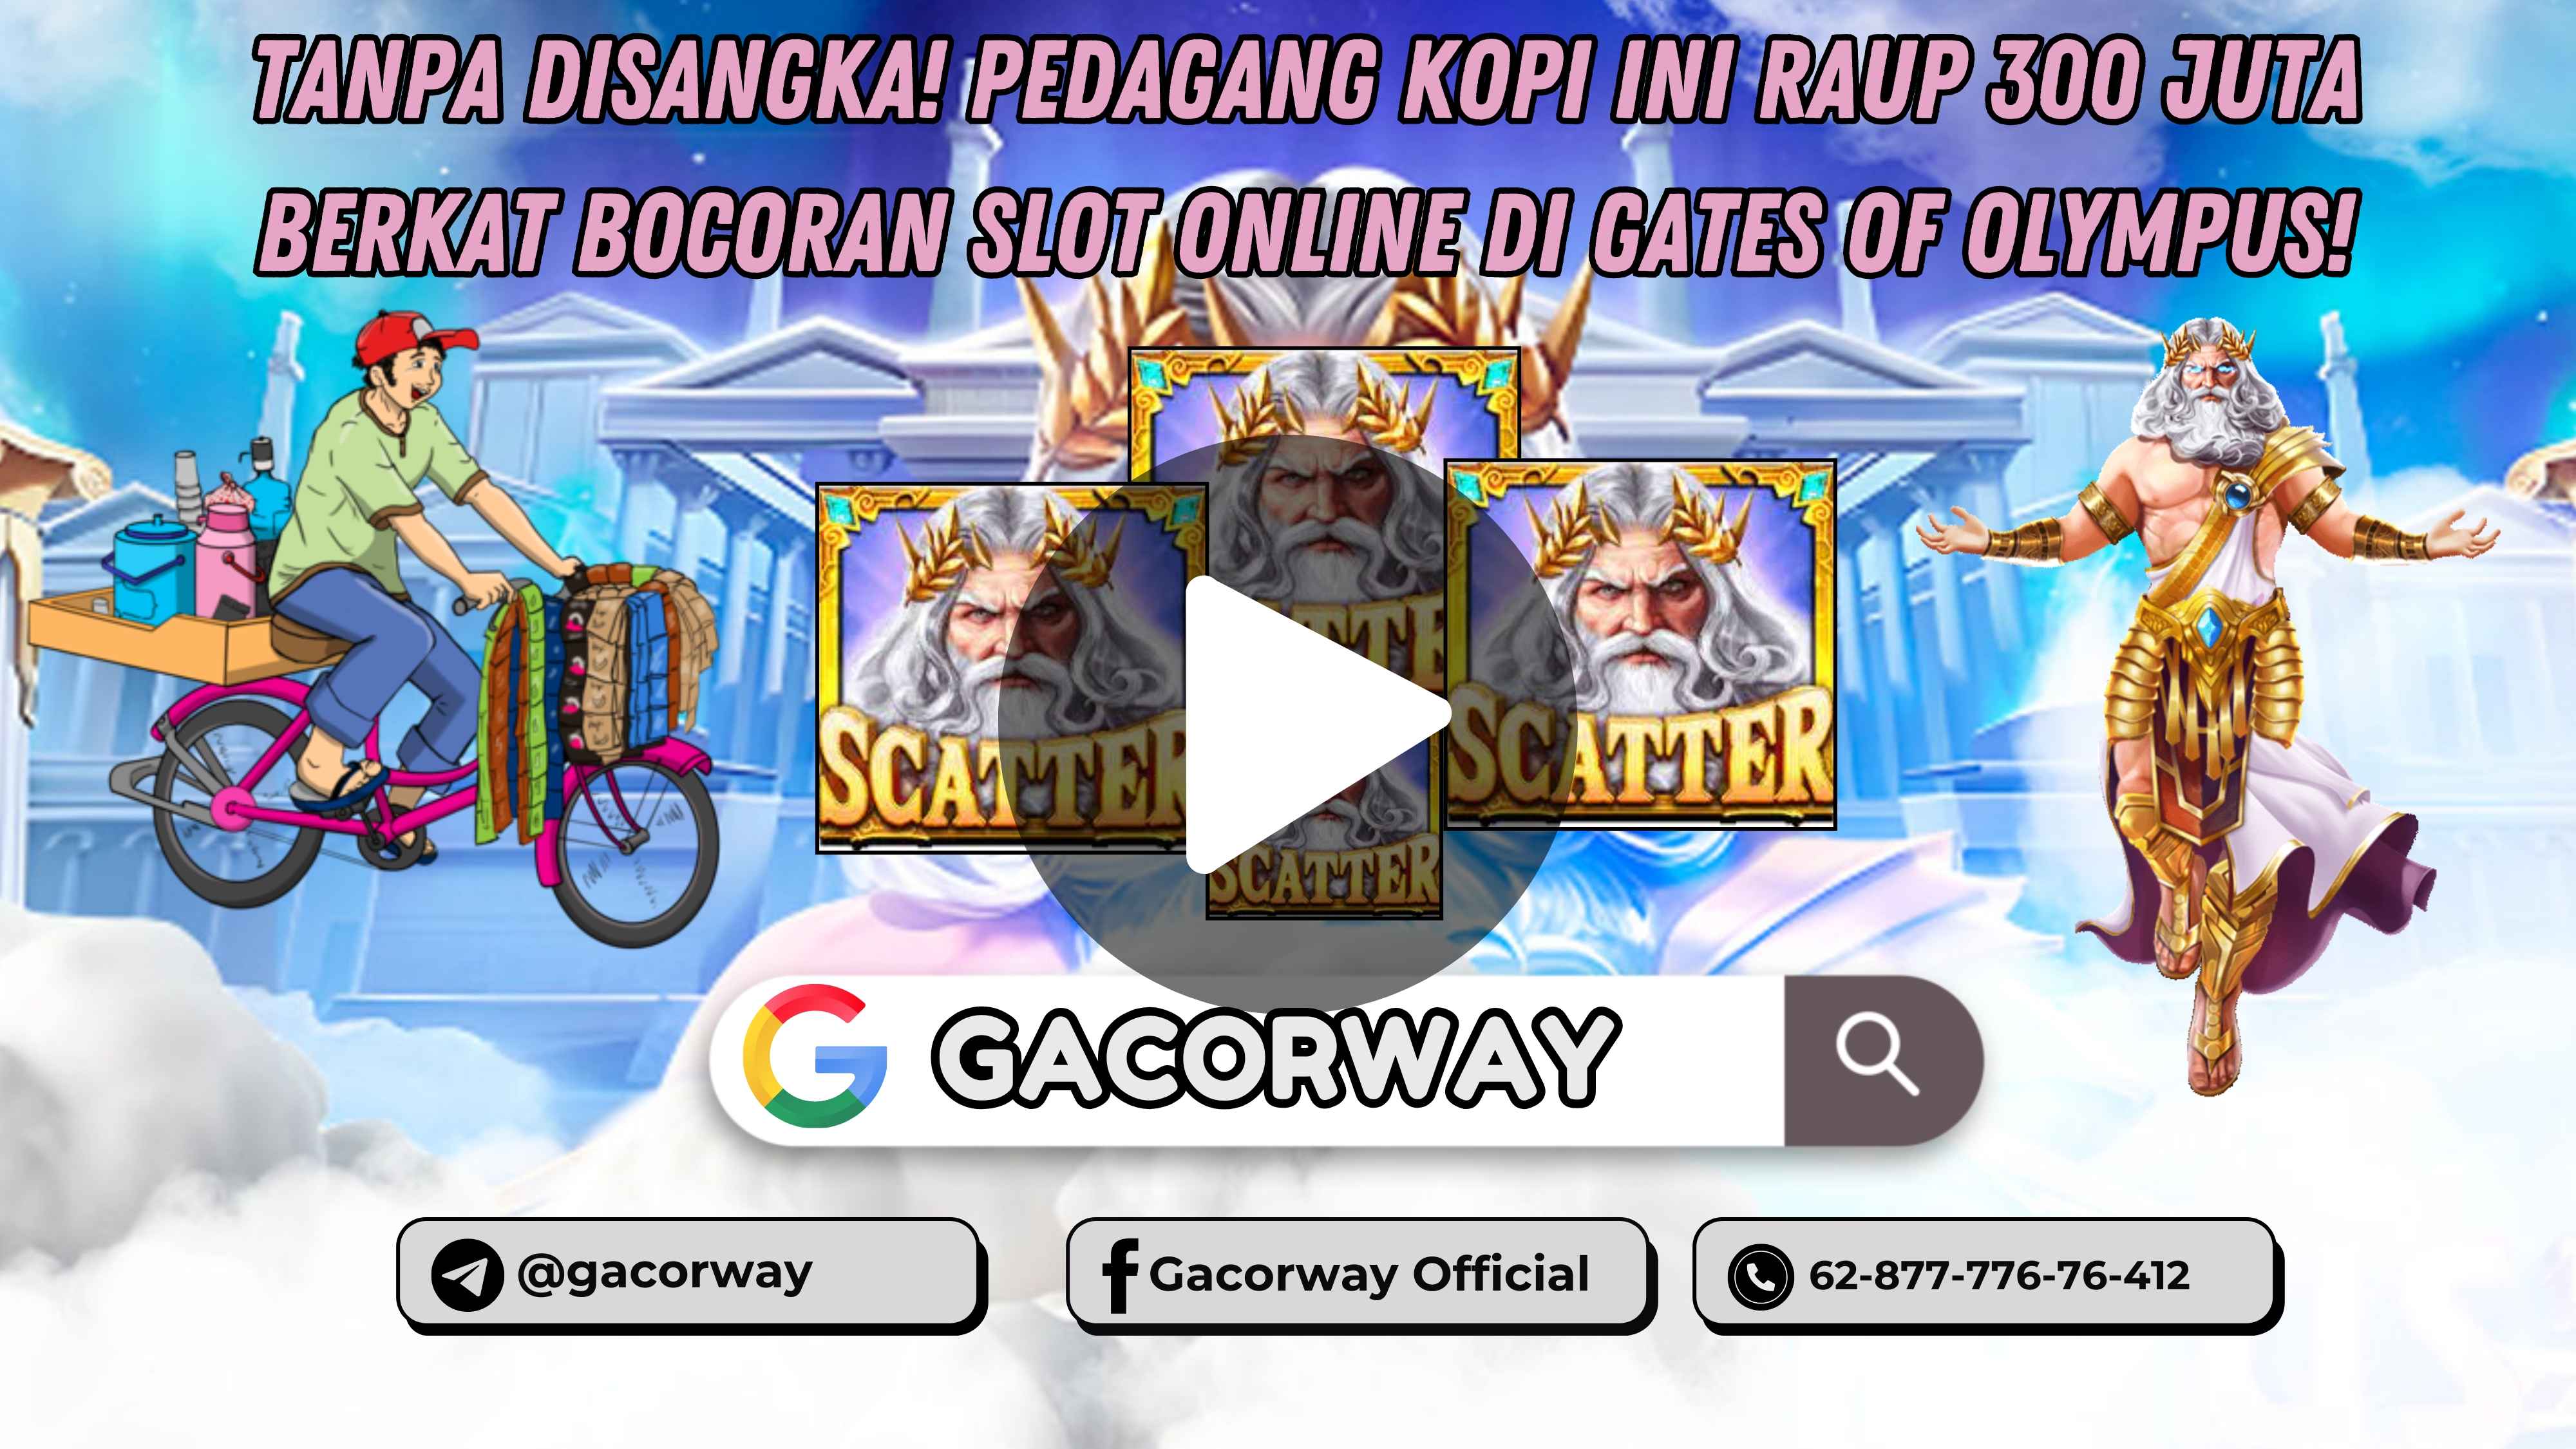 TANPA DISANGKA! PEDAGANG KOPI INI RAUP 300 JUTA
BERKAT BOCORAN SLOT ONLINE DI GATES OF OLYMPUS!
SCATTER
SCATTER
SCATTER
GACORWAY
@gacorway
Gacorway Official
62-877-776-76-412